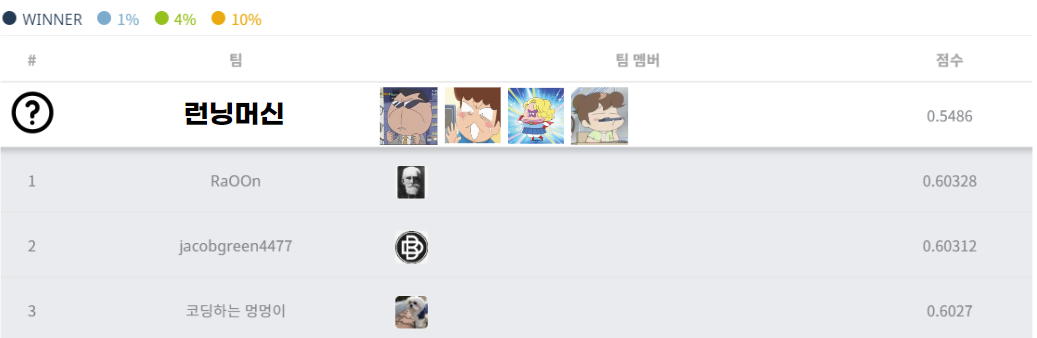 WINNER 1% 4% 10%
# 팀 팀 멤버 점수
? 런닝머신 0.5486
1 RaOOn 0.60328
2 jacobgreen4477 0.60312
3 코딩하는 멍멍이 0.6027